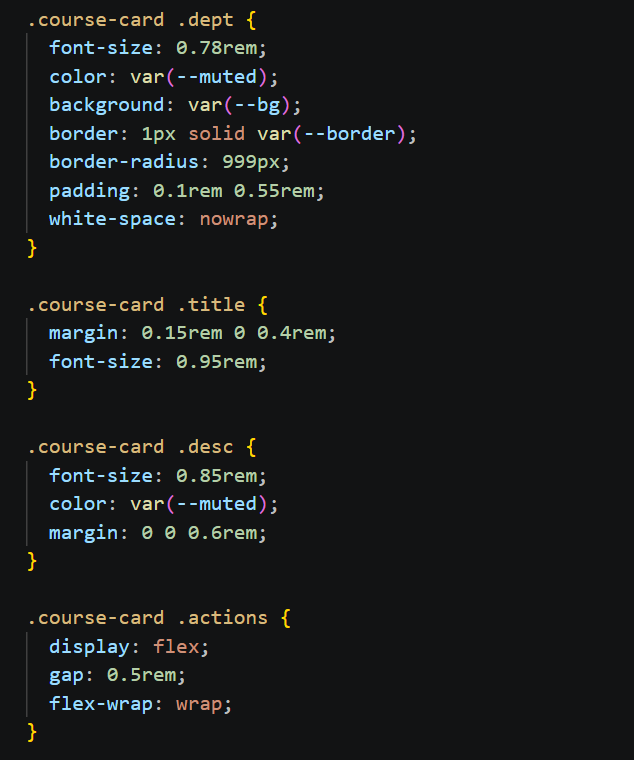 .course-card .dept {
  font-size: 0.78rem;
  color: var(--muted);
  background: var(--bg);
  border: 1px solid var(--border);
  border-radius: 999px;
  padding: 0.1rem 0.55rem;
  white-space: nowrap;
}

.course-card .title {
  margin: 0.15rem 0 0.4rem;
  font-size: 0.95rem;
}

.course-card .desc {
  font-size: 0.85rem;
  color: var(--muted);
  margin: 0 0 0.6rem;
}

.course-card .actions {
  display: flex;
  gap: 0.5rem;
  flex-wrap: wrap;
}